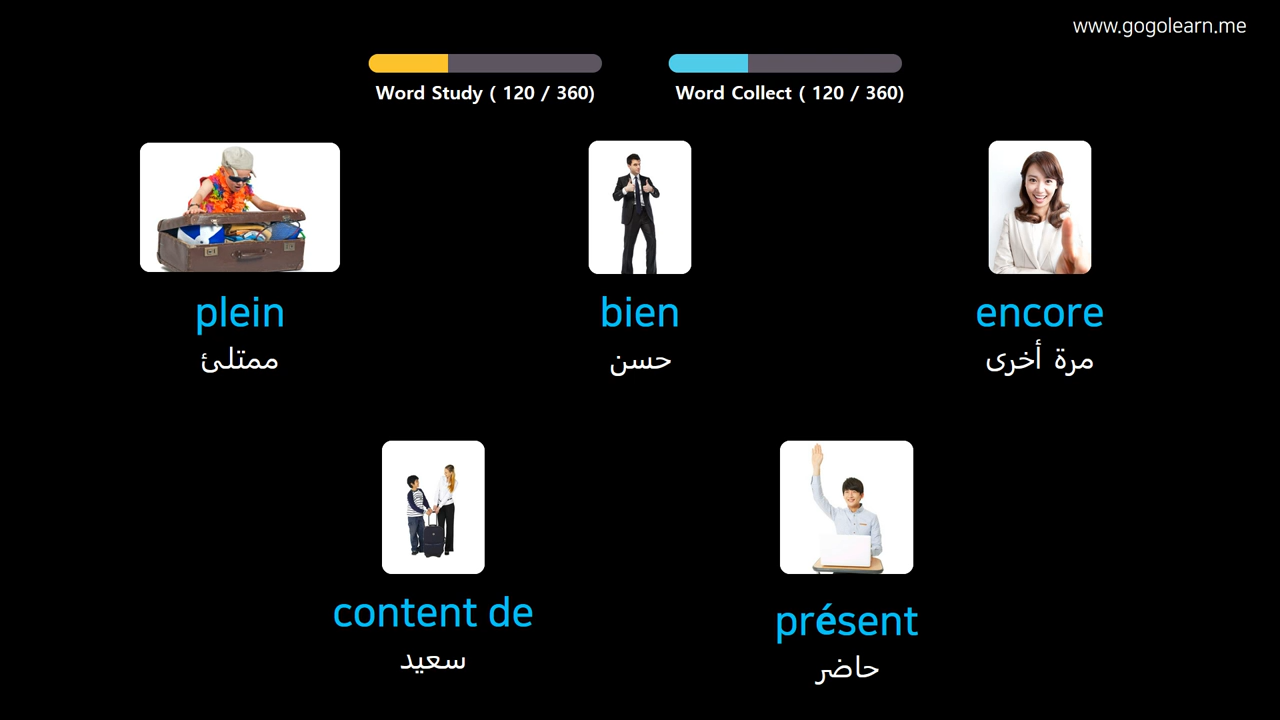 www.gogolearn.me
Word Study ( 120 / 360)
Word Collect ( 120 / 360)
plein
ممتلئ
bien
حسن
encore
مرة أخرى
content de
سعيد
présent
حاضر